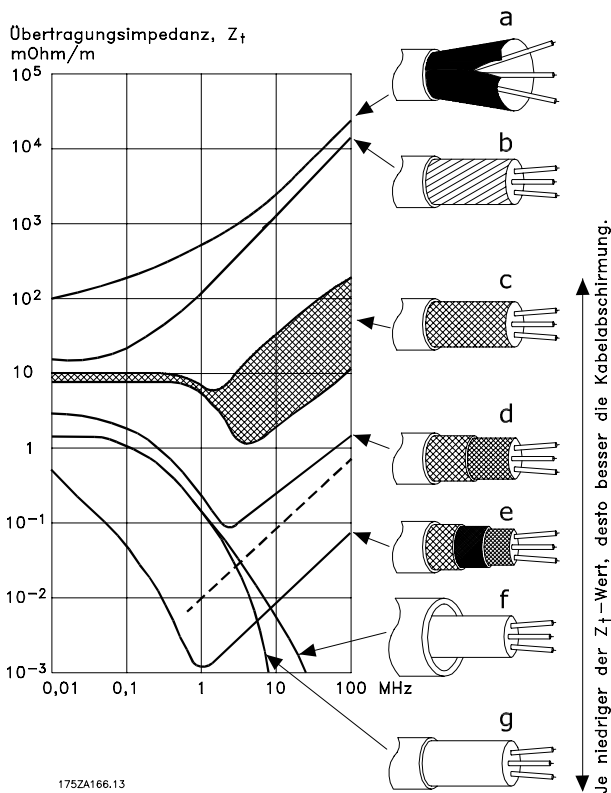 Übertragungsimpedanz, Zt
mOhm/m
10⁵
10⁴
10³
10²
10
1
10⁻¹
10⁻²
10⁻³
0,01
0,1
1
10
100
MHz
a
b
c
d
e
f
g
Je niedriger der Zt-Wert, desto besser die Kabelabschirmung.
175ZA166.13